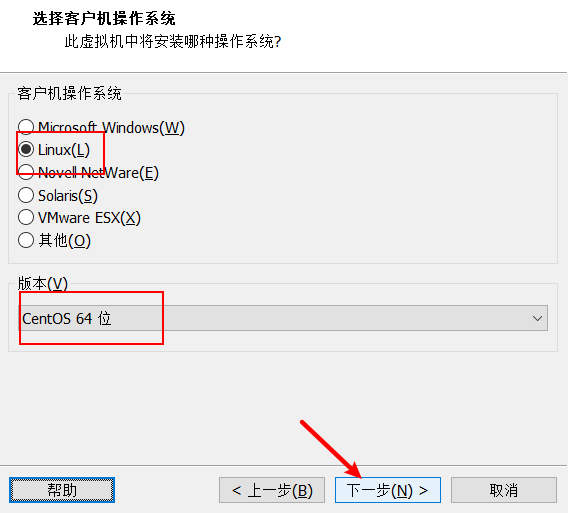 选择客户机操作系统
此虚拟机中将安装哪种操作系统?
客户机操作系统
Microsoft Windows(W)
Linux(L)
Novell NetWare(E)
Solaris(S)
VMware ESX(X)
其他(O)
版本(V)
CentOS 64 位
帮助
< 上一步(B)
下一步(N) >
取消